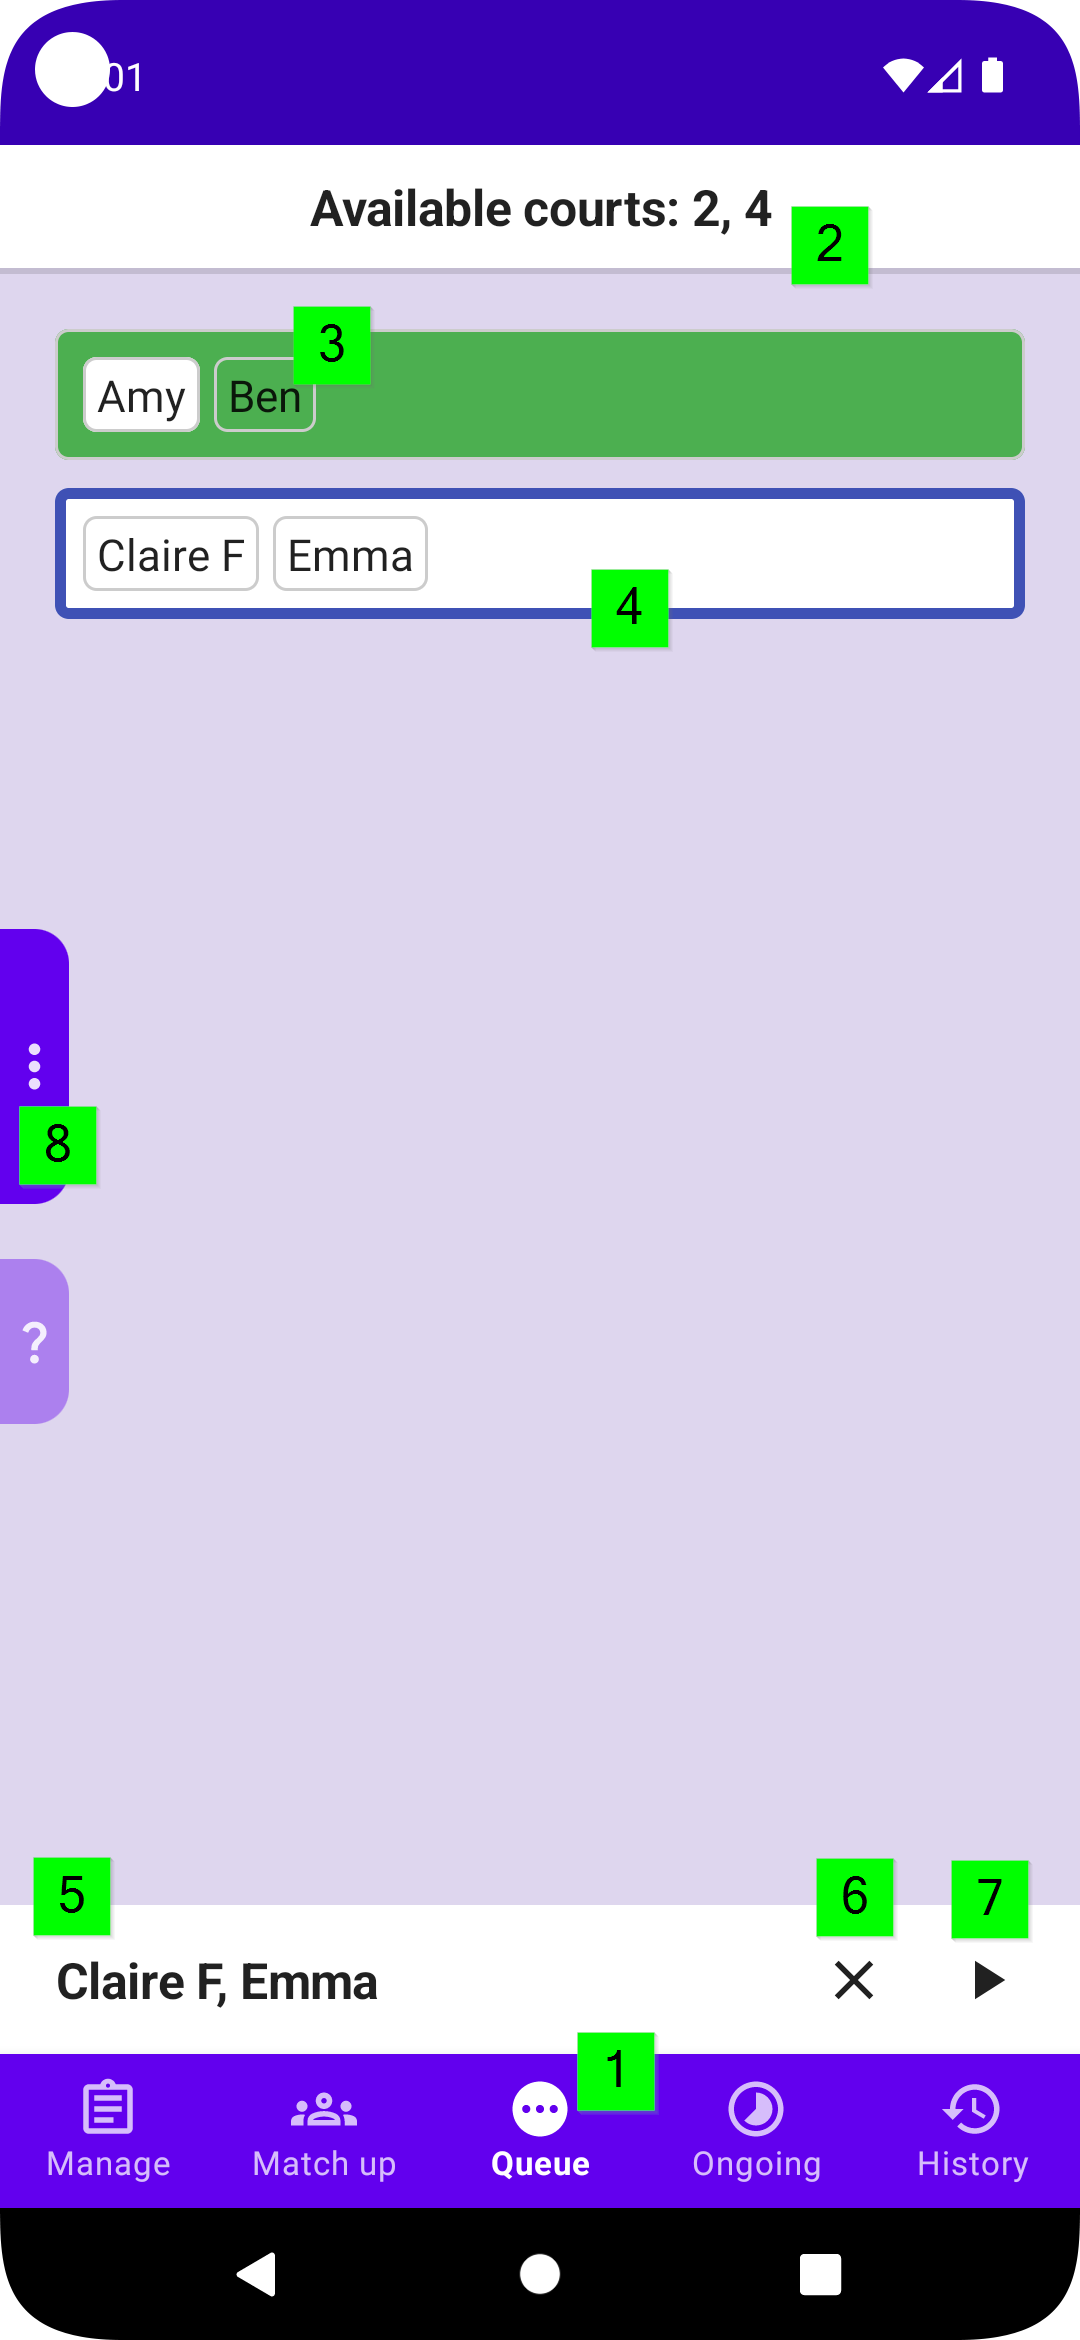 01
Available courts: 2, 4
2
3
Amy Ben
Claire F Emma
4
8
?
5 6 7
Claire F, Emma
1
Manage Match up Queue Ongoing History